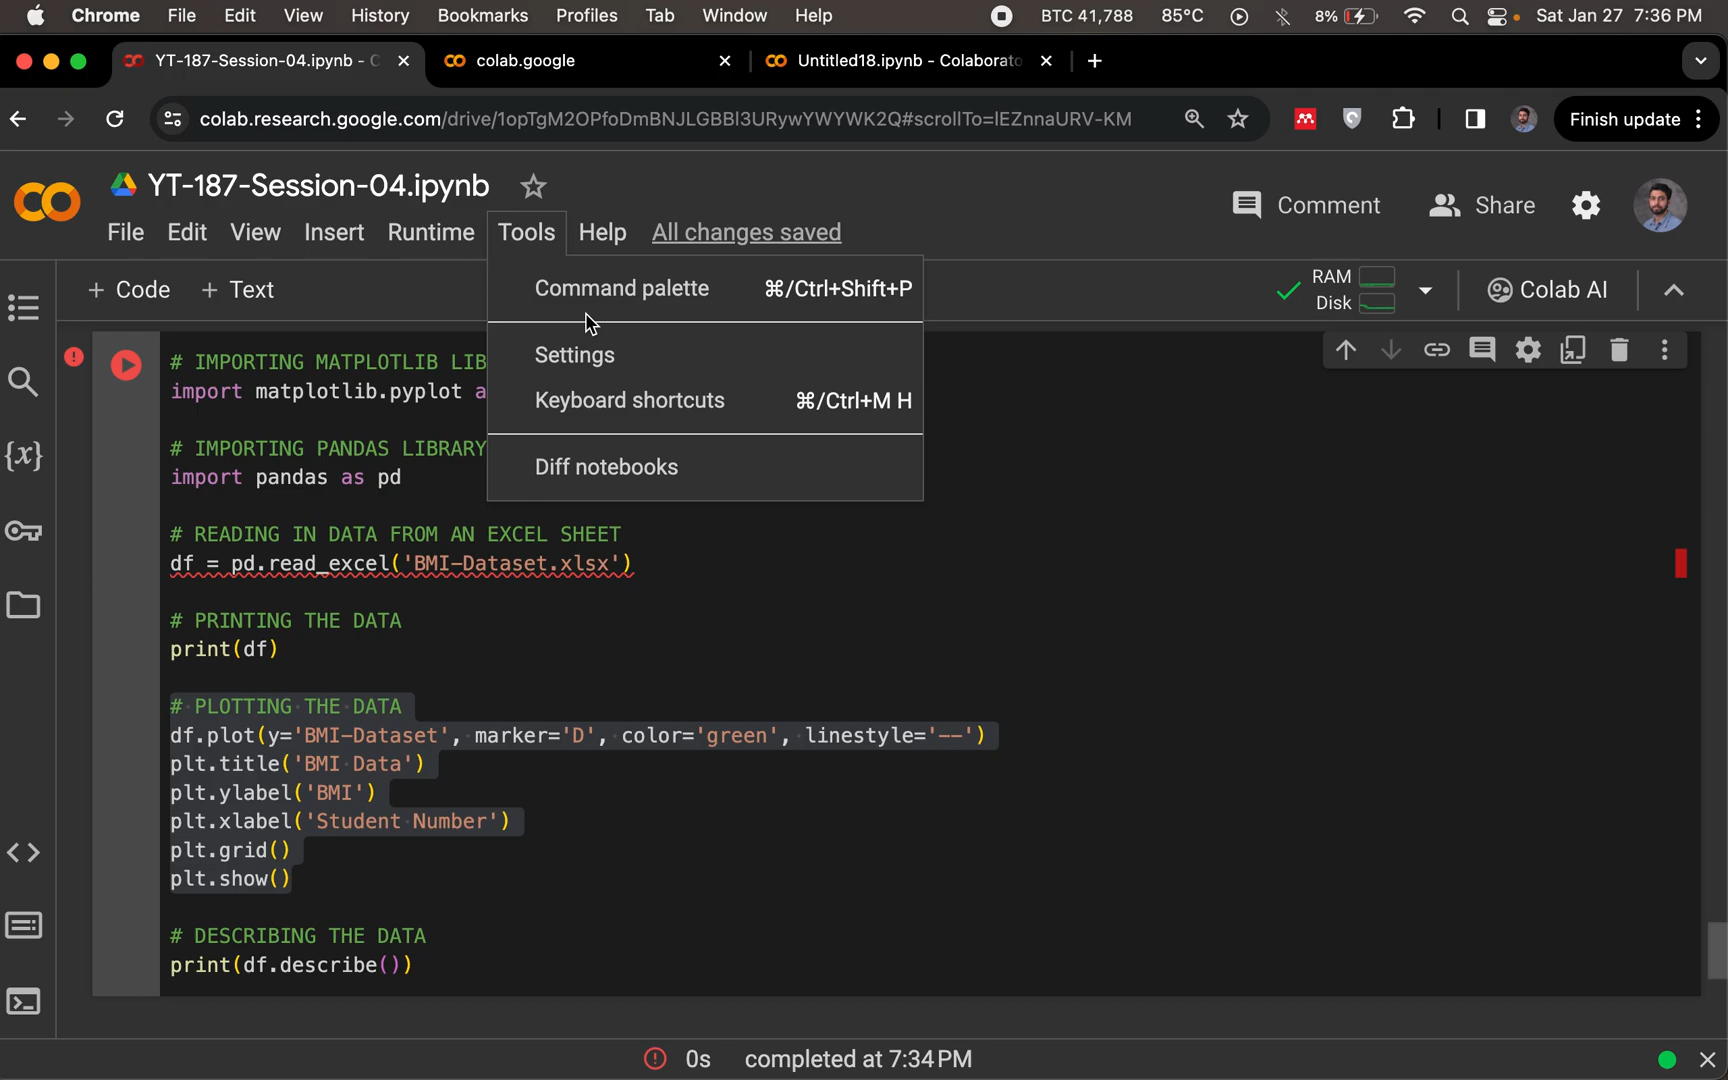 Chrome File Edit View History Bookmarks Profiles Tab Window Help BTC 41,788 85°C 8% Sat Jan 27 7:36 PM
YT-187-Session-04.ipynb - C colab.google Untitled18.ipynb - Colaborato
colab.research.google.com/drive/1opTgM2OPfoDmBNJLGBBl3URywYWYWK2Q#scrollTo=lEZnnaURV-KM Finish update
YT-187-Session-04.ipynb
Comment Share
File Edit View Insert Runtime Tools Help All changes saved
+ Code + Text
Command palette ⌘/Ctrl+Shift+P
Settings
Keyboard shortcuts ⌘/Ctrl+M H
Diff notebooks
RAM
Disk
Colab AI
{x}
# IMPORTING MATPLOTLIB LIB
import matplotlib.pyplot a
# IMPORTING PANDAS LIBRARY
import pandas as pd
# READING IN DATA FROM AN EXCEL SHEET
df = pd.read_excel('BMI-Dataset.xlsx')
# PRINTING THE DATA
print(df)
# PLOTTING THE DATA
df.plot(y='BMI-Dataset', marker='D', color='green', linestyle='--')
plt.title('BMI Data')
plt.ylabel('BMI')
plt.xlabel('Student Number')
plt.grid()
plt.show()
# DESCRIBING THE DATA
print(df.describe())
0s completed at 7:34 PM